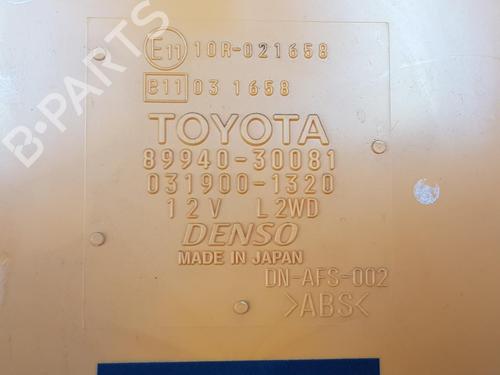 E11 10R-021658
E11 03 1658
TOYOTA
89940-30081
031900-1320
12V L2WD
DENSO
MADE IN JAPAN
DN-AFS-002
>ABS<
B-PARTS